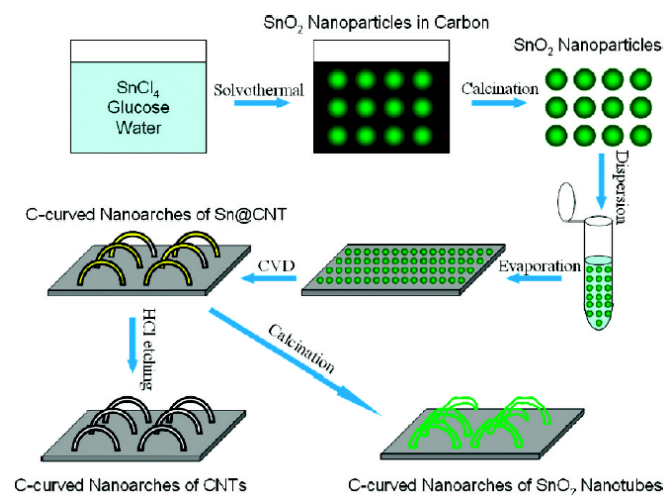 SnO₂ Nanoparticles in Carbon
SnO₂ Nanoparticles
SnCl₄
Glucose
Water
Solvothermal
Calcination
Dispersion
C-curved Nanoarches of Sn@CNT
CVD
Evaporation
HCl etching
Calcination
C-curved Nanoarches of CNTs
C-curved Nanoarches of SnO₂ Nanotubes